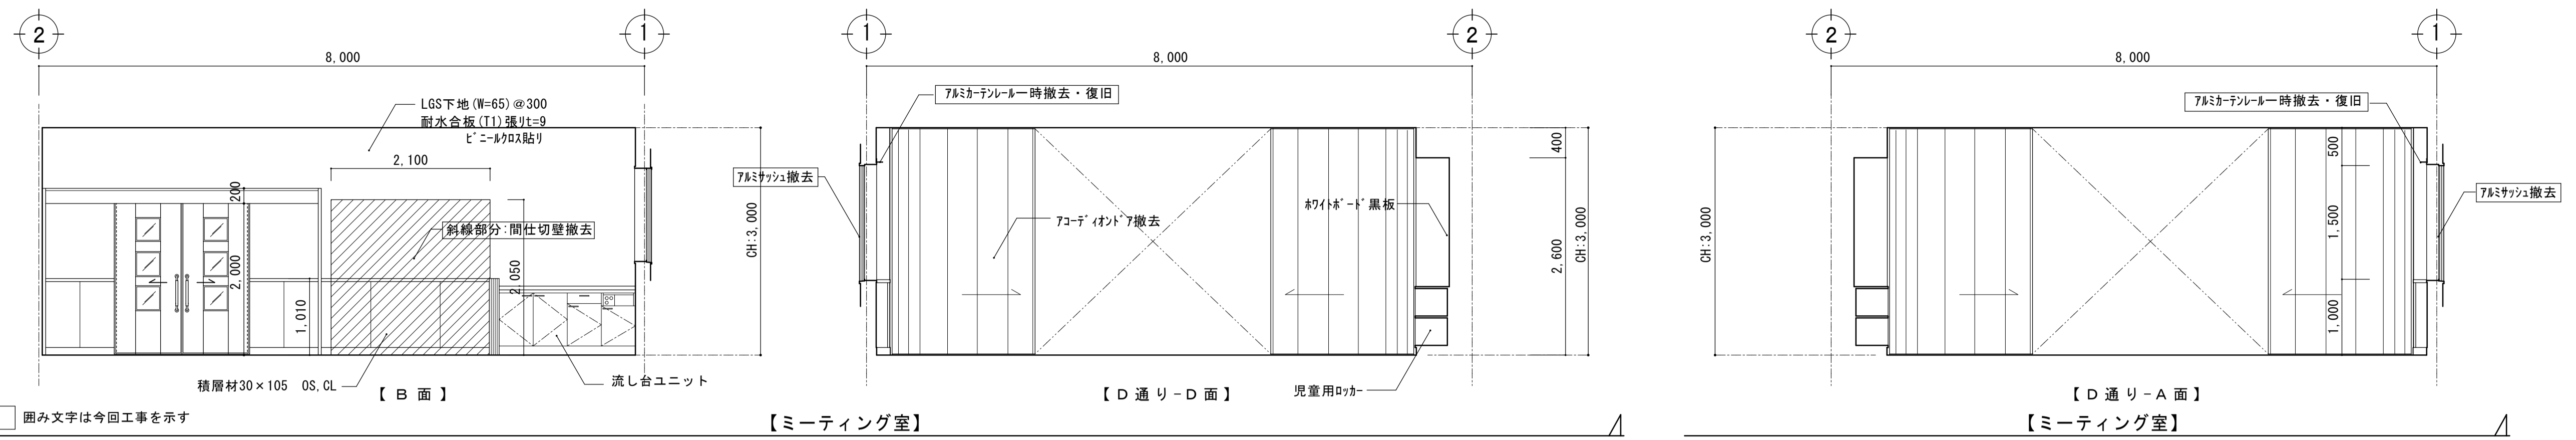 2
1
8,000
LGS下地(W=65)@300
耐水合板(T1)張りt=9
ﾋﾞﾆｰﾙｸﾛｽ貼り
2,100
200
斜線部分:間仕切壁撤去
2,000
2,050
1,010
CH:3,000
積層材30×105 OS,CL
流し台ユニット
【 B 面 】
1
2
8,000
ｱﾙﾐｶｰﾃﾝﾚｰﾙ一時撤去・復旧
ｱﾙﾐｻｯｼｭ撤去
400
ﾎﾜｲﾄﾎﾞｰﾄﾞ黒板
ｱｺｰﾃﾞｨｵﾝﾄﾞｱ撤去
2,600
CH:3,000
児童用ﾛｯｶｰ
【 D 通 り - D 面 】
2
1
8,000
ｱﾙﾐｶｰﾃﾝﾚｰﾙ一時撤去・復旧
500
ｱﾙﾐｻｯｼｭ撤去
CH:3,000
1,500
1,000
【 D 通 り - A 面 】
囲み文字は今回工事を示す
【ミーティング室】
【ミーティング室】